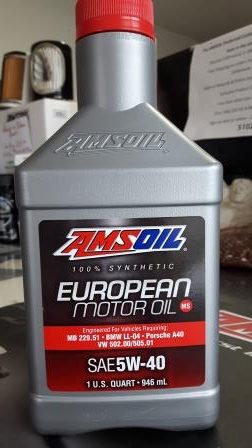 AMSOIL
AMSOIL
100% SYNTHETIC
EUROPEAN
MOTOR OIL MS
Engineered For Vehicles Requiring:
MB 229.51 • BMW LL-04 • Porsche A40
VW 502.00/505.01
SAE 5W-40
1 U.S. QUART • 946 mL